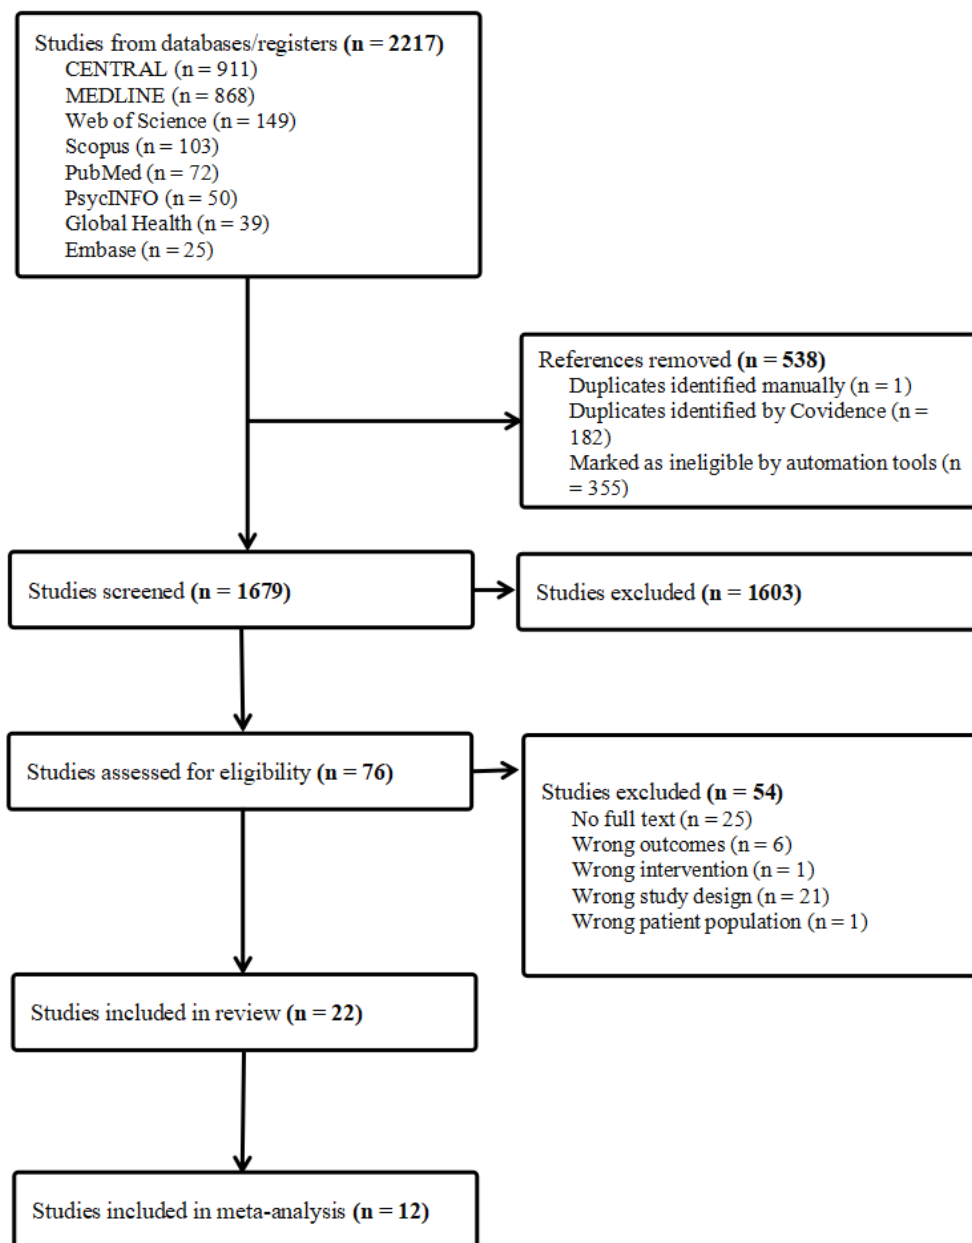 Studies from databases/registers (n = 2217)
CENTRAL (n = 911)
MEDLINE (n = 868)
Web of Science (n = 149)
Scopus (n = 103)
PubMed (n = 72)
PsycINFO (n = 50)
Global Health (n = 39)
Embase (n = 25)
References removed (n = 538)
Duplicates identified manually (n = 1)
Duplicates identified by Covidence (n =
182)
Marked as ineligible by automation tools (n
= 355)
Studies screened (n = 1679)
Studies excluded (n = 1603)
Studies assessed for eligibility (n = 76)
Studies excluded (n = 54)
No full text (n = 25)
Wrong outcomes (n = 6)
Wrong intervention (n = 1)
Wrong study design (n = 21)
Wrong patient population (n = 1)
Studies included in review (n = 22)
Studies included in meta-analysis (n = 12)